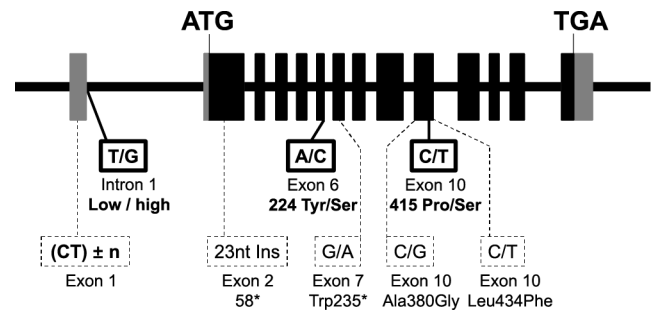 ATG
TGA
T/G
Intron 1
Low / high
A/C
Exon 6
224 Tyr/Ser
C/T
Exon 10
415 Pro/Ser
(CT) ± n
Exon 1
23nt Ins
Exon 2
58*
G/A
Exon 7
Trp235*
C/G
Exon 10
Ala380Gly
C/T
Exon 10
Leu434Phe